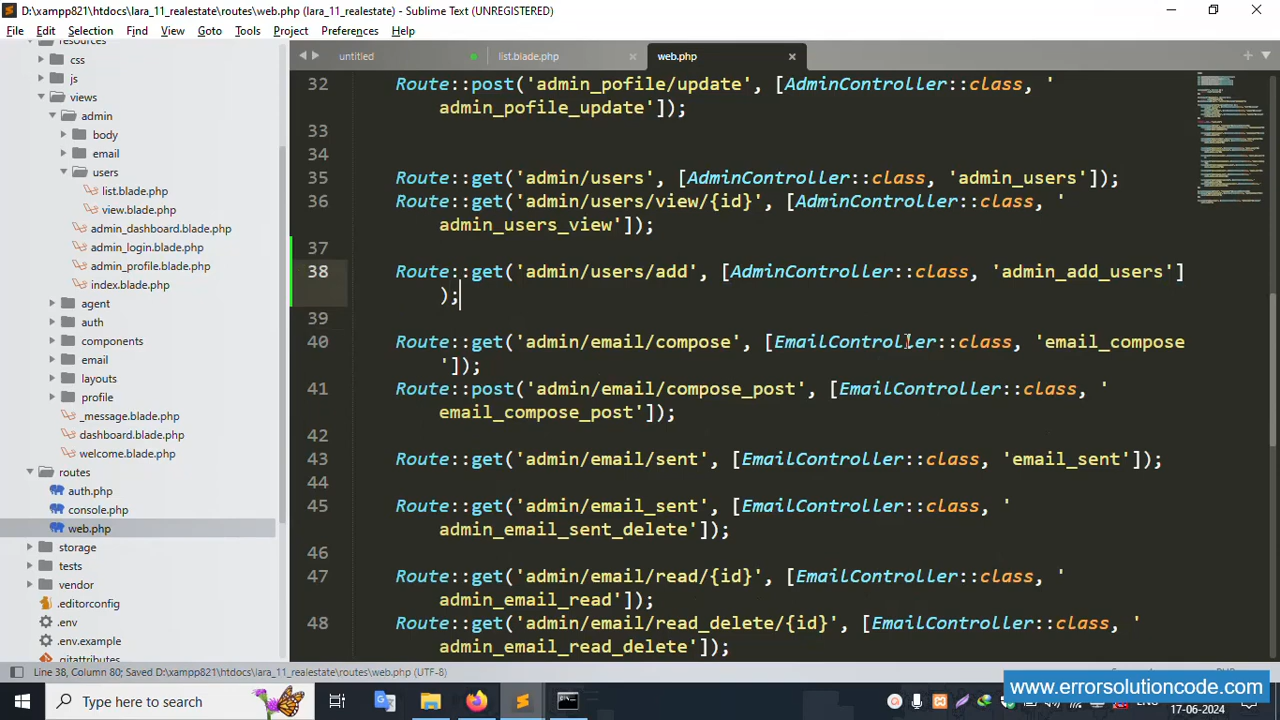 D:\xampp821\htdocs\lara_11_realestate\routes\web.php (lara_11_realestate) - Sublime Text (UNREGISTERED)
File Edit Selection Find View Goto Tools Project Preferences Help
resources
css
js
views
admin
body
email
users
list.blade.php
view.blade.php
admin_dashboard.blade.php
admin_login.blade.php
admin_profile.blade.php
index.blade.php
agent
auth
components
email
layouts
profile
_message.blade.php
dashboard.blade.php
welcome.blade.php
routes
auth.php
console.php
web.php
storage
tests
vendor
.editorconfig
.env
.env.example
.gitattributes
untitled list.blade.php web.php
32 Route::post('admin_pofile/update', [AdminController::class, '
admin_pofile_update']);
33
34
35 Route::get('admin/users', [AdminController::class, 'admin_users']);
36 Route::get('admin/users/view/{id}', [AdminController::class, '
admin_users_view']);
37
38 Route::get('admin/users/add', [AdminController::class, 'admin_add_users']
);
39
40 Route::get('admin/email/compose', [EmailController::class, 'email_compose
']);
41 Route::post('admin/email/compose_post', [EmailController::class, '
email_compose_post']);
42
43 Route::get('admin/email/sent', [EmailController::class, 'email_sent']);
44
45 Route::get('admin/email_sent', [EmailController::class, '
admin_email_sent_delete']);
46
47 Route::get('admin/email/read/{id}', [EmailController::class, '
admin_email_read']);
48 Route::get('admin/email/read_delete/{id}', [EmailController::class, '
admin_email_read_delete']);
Line 38, Column 80; Saved D:\xampp821\htdocs\lara_11_realestate\routes\web.php (UTF-8)
Type here to search
www.errorsolutioncode.com
17-06-2024